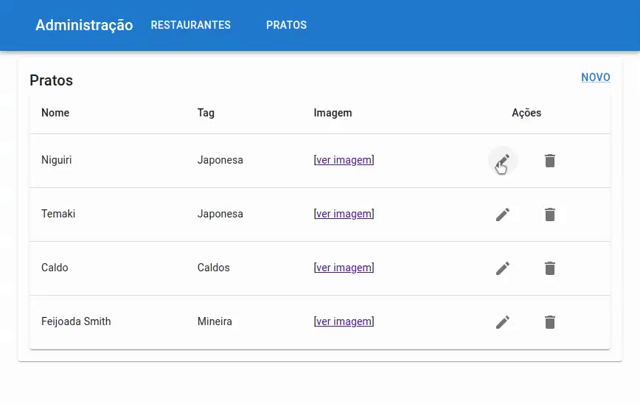 Administração RESTAURANTES PRATOS
Pratos NOVO
Nome Tag Imagem Ações
Niguiri Japonesa [ver imagem]
Temaki Japonesa [ver imagem]
Caldo Caldos [ver imagem]
Feijoada Smith Mineira [ver imagem]